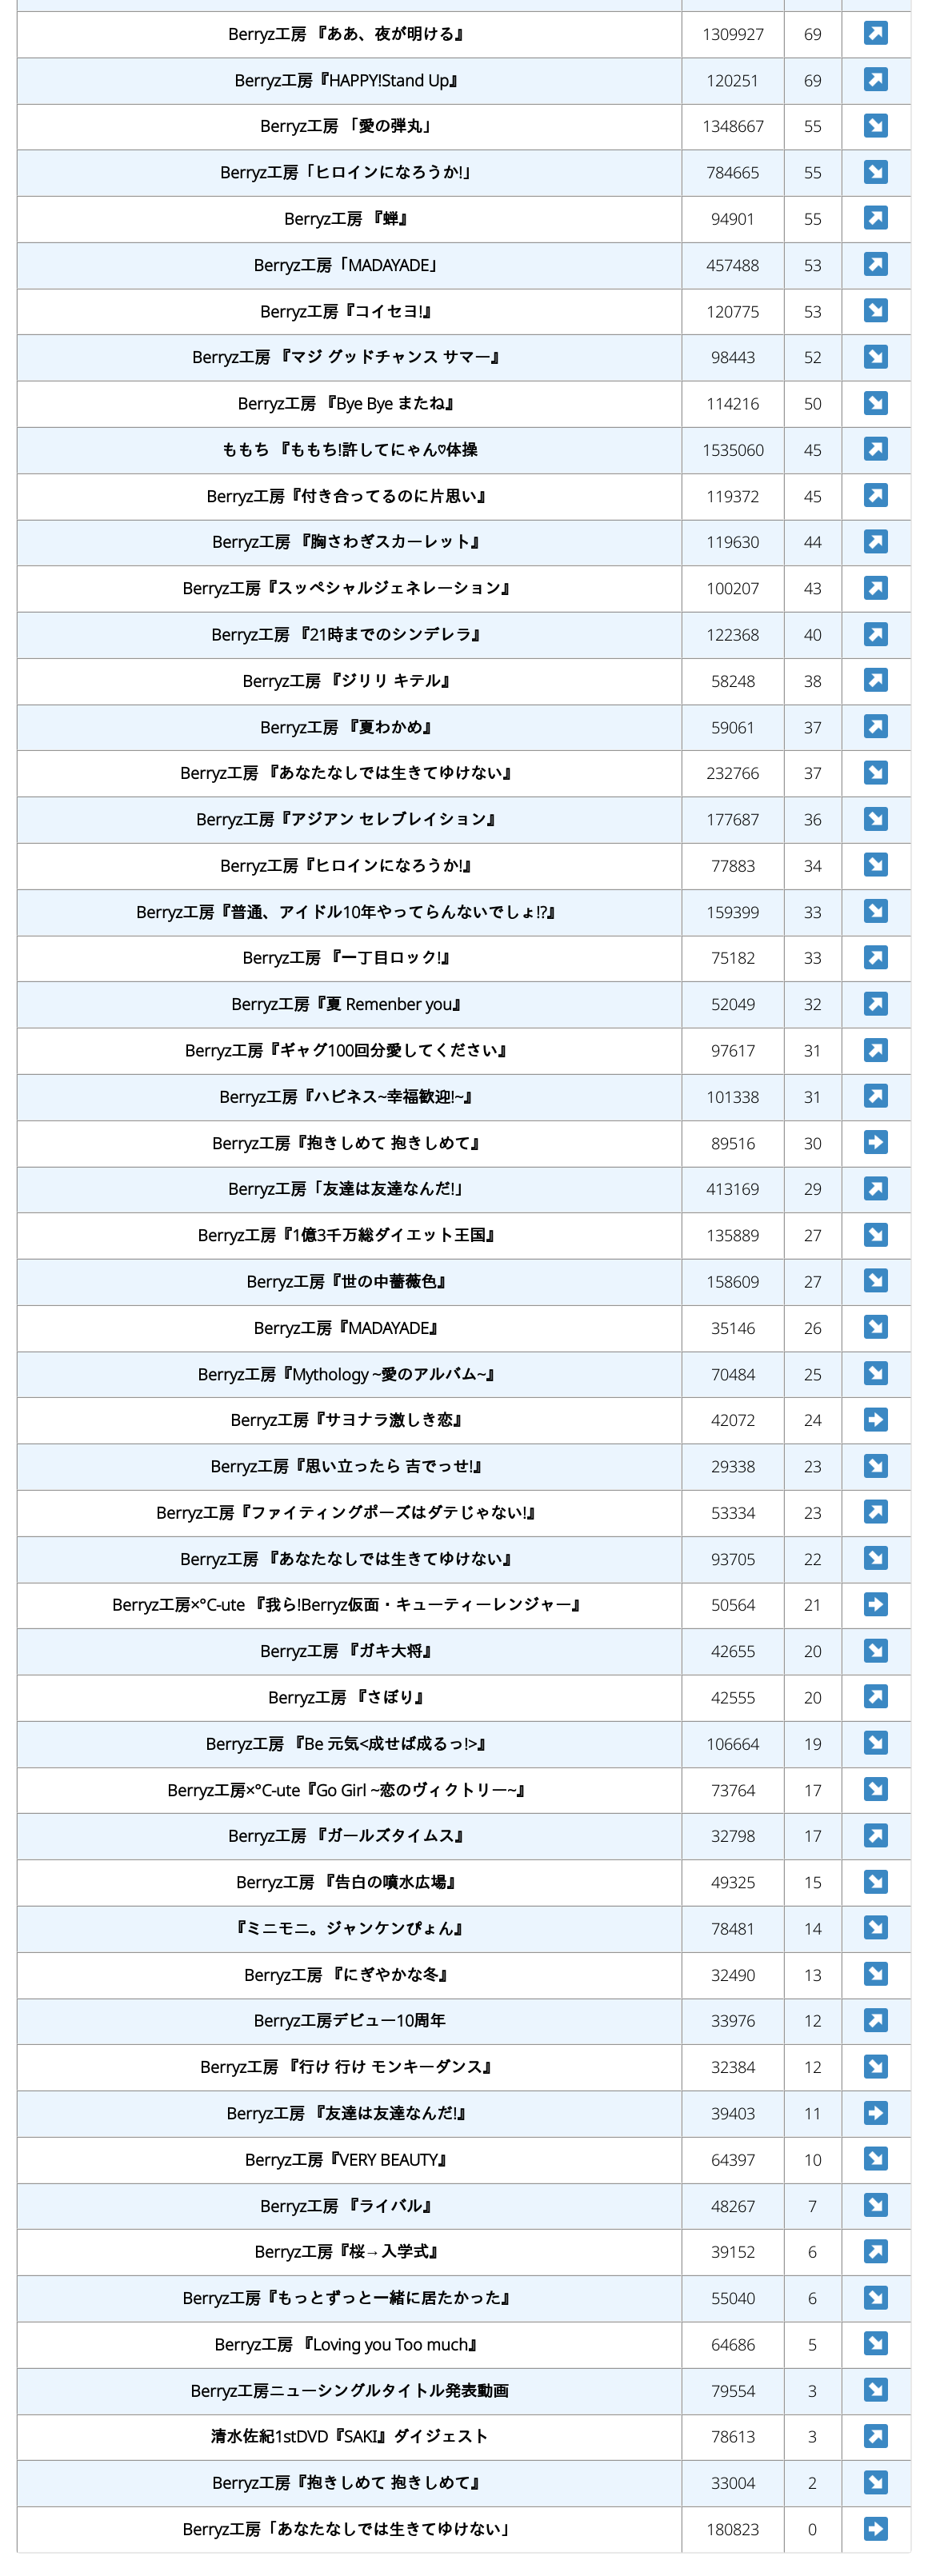 Berryz工房 『ああ、夜が明ける』 1309927 69 ↗
Berryz工房『HAPPY!Stand Up』 120251 69 ↗
Berryz工房 「愛の弾丸」 1348667 55 ↘
Berryz工房「ヒロインになろうか!」 784665 55 ↘
Berryz工房 『蝉』 94901 55 ↗
Berryz工房「MADAYADE」 457488 53 ↗
Berryz工房『コイセヨ!』 120775 53 ↘
Berryz工房 『マジ グッドチャンス サマー』 98443 52 ↘
Berryz工房 『Bye Bye またね』 114216 50 ↘
ももち 『ももち!許してにゃん♡体操 1535060 45 ↗
Berryz工房『付き合ってるのに片思い』 119372 45 ↗
Berryz工房 『胸さわぎスカーレット』 119630 44 ↗
Berryz工房『スッペシャルジェネレーション』 100207 43 ↗
Berryz工房 『21時までのシンデレラ』 122368 40 ↗
Berryz工房 『ジリリ キテル』 58248 38 ↗
Berryz工房 『夏わかめ』 59061 37 ↗
Berryz工房 『あなたなしでは生きてゆけない』 232766 37 ↘
Berryz工房『アジアン セレブレイション』 177687 36 ↘
Berryz工房『ヒロインになろうか!』 77883 34 ↘
Berryz工房『普通、アイドル10年やってらんないでしょ!?』 159399 33 ↘
Berryz工房 『一丁目ロック!』 75182 33 ↗
Berryz工房『夏 Remenber you』 52049 32 ↗
Berryz工房『ギャグ100回分愛してください』 97617 31 ↗
Berryz工房『ハピネス~幸福歓迎!~』 101338 31 ↗
Berryz工房『抱きしめて 抱きしめて』 89516 30 ➡
Berryz工房「友達は友達なんだ!」 413169 29 ↗
Berryz工房『1億3千万総ダイエット王国』 135889 27 ↘
Berryz工房『世の中薔薇色』 158609 27 ↘
Berryz工房『MADAYADE』 35146 26 ↘
Berryz工房『Mythology ~愛のアルバム~』 70484 25 ↘
Berryz工房『サヨナラ激しき恋』 42072 24 ➡
Berryz工房『思い立ったら 吉でっせ!』 29338 23 ↘
Berryz工房『ファイティングポーズはダテじゃない!』 53334 23 ↗
Berryz工房 『あなたなしでは生きてゆけない』 93705 22 ↘
Berryz工房×°C-ute 『我ら!Berryz仮面・キューティーレンジャー』 50564 21 ➡
Berryz工房 『ガキ大将』 42655 20 ↘
Berryz工房 『さぼり』 42555 20 ↗
Berryz工房 『Be 元気<成せば成るっ!>』 106664 19 ↘
Berryz工房×°C-ute『Go Girl ~恋のヴィクトリー~』 73764 17 ↘
Berryz工房 『ガールズタイムス』 32798 17 ↗
Berryz工房 『告白の噴水広場』 49325 15 ↘
『ミニモニ。ジャンケンぴょん』 78481 14 ↘
Berryz工房 『にぎやかな冬』 32490 13 ↘
Berryz工房デビュー10周年 33976 12 ↗
Berryz工房 『行け 行け モンキーダンス』 32384 12 ↘
Berryz工房 『友達は友達なんだ!』 39403 11 ➡
Berryz工房『VERY BEAUTY』 64397 10 ↘
Berryz工房 『ライバル』 48267 7 ↘
Berryz工房『桜→入学式』 39152 6 ↗
Berryz工房『もっとずっと一緒に居たかった』 55040 6 ↘
Berryz工房 『Loving you Too much』 64686 5 ↘
Berryz工房ニューシングルタイトル発表動画 79554 3 ↘
清水佐紀1stDVD『SAKI』ダイジェスト 78613 3 ↗
Berryz工房『抱きしめて 抱きしめて』 33004 2 ↘
Berryz工房「あなたなしでは生きてゆけない」 180823 0 ➡